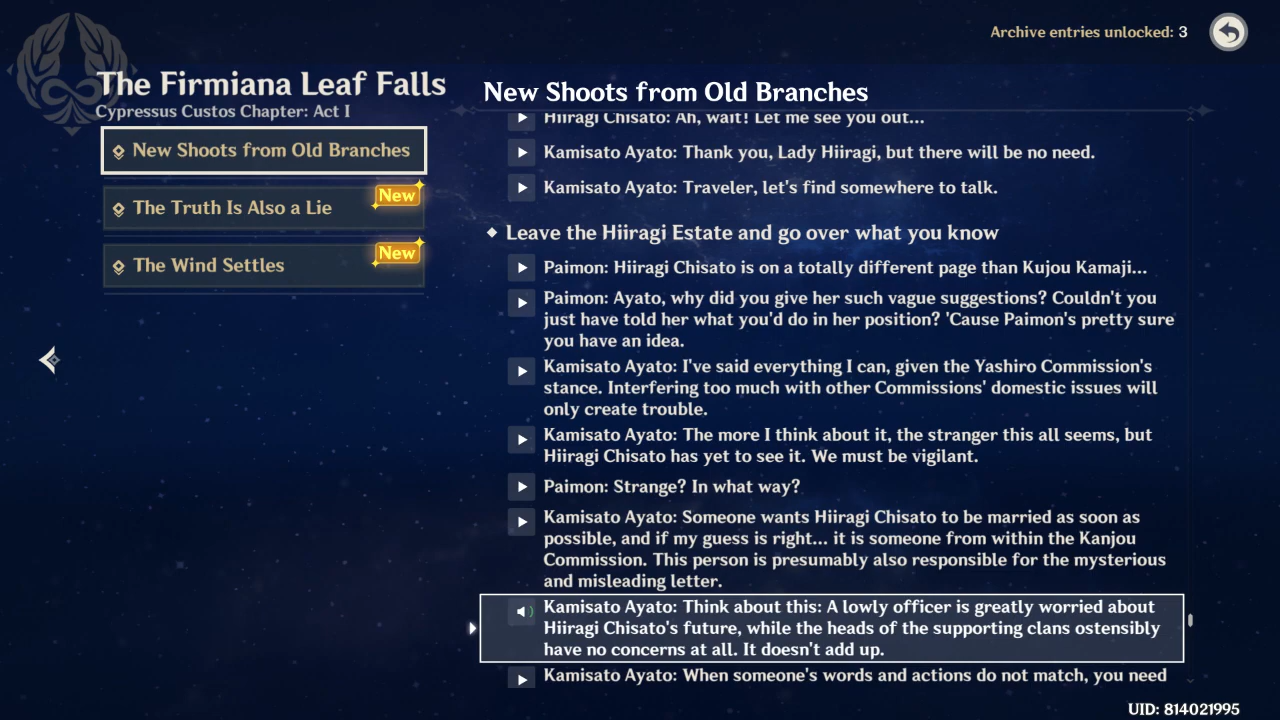 Archive entries unlocked: 3
The Firmiana Leaf Falls
Cypressus Custos Chapter: Act I
New Shoots from Old Branches
New
The Truth Is Also a Lie
New
The Wind Settles
New Shoots from Old Branches
Hiiragi Chisato: Ah, wait! Let me see you out...
Kamisato Ayato: Thank you, Lady Hiiragi, but there will be no need.
Kamisato Ayato: Traveler, let's find somewhere to talk.
Leave the Hiiragi Estate and go over what you know
Paimon: Hiiragi Chisato is on a totally different page than Kujou Kamaji...
Paimon: Ayato, why did you give her such vague suggestions? Couldn't you
just have told her what you'd do in her position? 'Cause Paimon's pretty sure
you have an idea.
Kamisato Ayato: I've said everything I can, given the Yashiro Commission's
stance. Interfering too much with other Commissions' domestic issues will
only create trouble.
Kamisato Ayato: The more I think about it, the stranger this all seems, but
Hiiragi Chisato has yet to see it. We must be vigilant.
Paimon: Strange? In what way?
Kamisato Ayato: Someone wants Hiiragi Chisato to be married as soon as
possible, and if my guess is right... it is someone from within the Kanjou
Commission. This person is presumably also responsible for the mysterious
and misleading letter.
Kamisato Ayato: Think about this: A lowly officer is greatly worried about
Hiiragi Chisato's future, while the heads of the supporting clans ostensibly
have no concerns at all. It doesn't add up.
Kamisato Ayato: When someone's words and actions do not match, you need
UID: 814021995